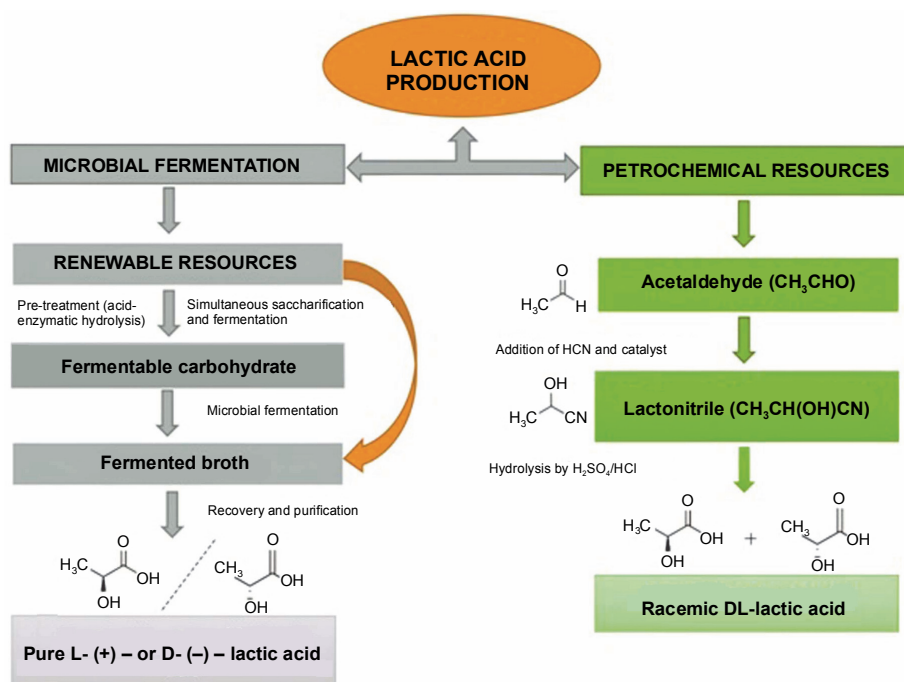 LACTIC ACID
PRODUCTION
MICROBIAL FERMENTATION
PETROCHEMICAL RESOURCES
RENEWABLE RESOURCES
Pre-treatment (acid-
enzymatic hydrolysis)
Simultaneous saccharification
and fermentation
Fermentable carbohydrate
Microbial fermentation
Fermented broth
Recovery and purification
H₃C
O
OH
OH
CH₃
O
OH
OH
Pure L- (+) – or D- (–) – lactic acid
Acetaldehyde (CH₃CHO)
O
H₃C
H
Addition of HCN and catalyst
Lactonitrile (CH₃CH(OH)CN)
OH
H₃C
CN
Hydrolysis by H₂SO₄/HCl
H₃C
O
OH
OH
+
CH₃
O
OH
OH
Racemic DL-lactic acid